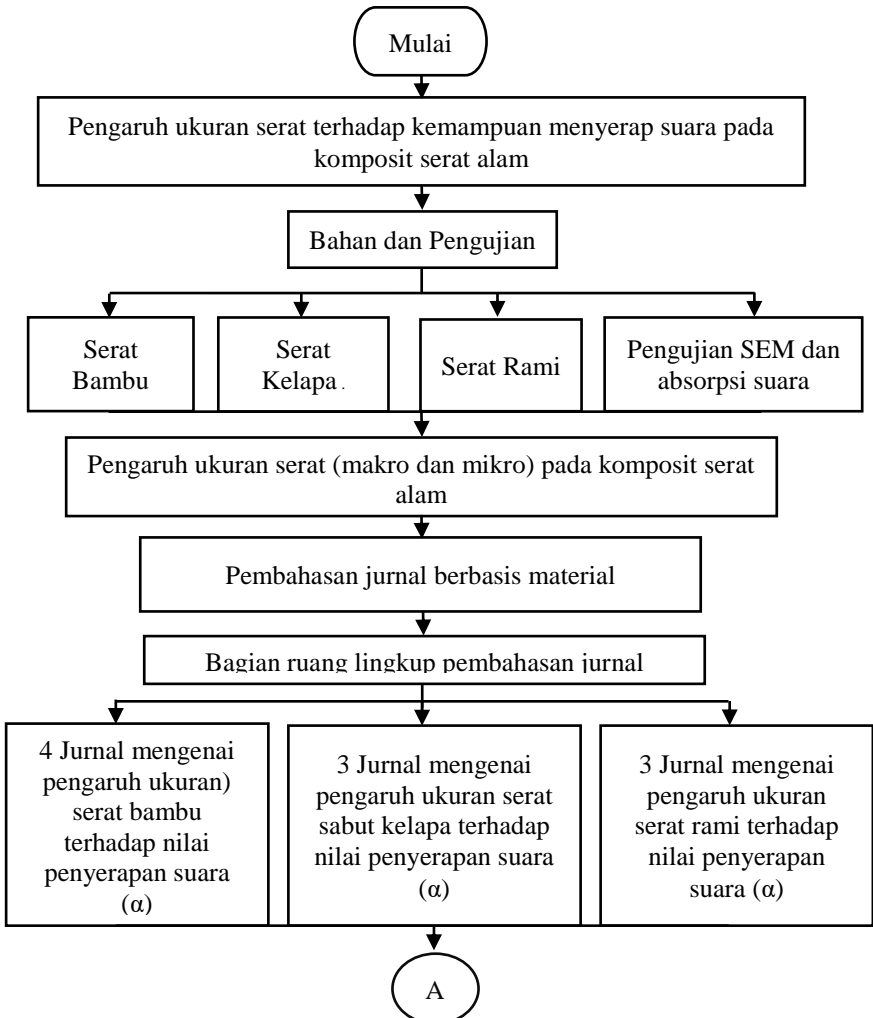 Mulai
Pengaruh ukuran serat terhadap kemampuan menyerap suara pada
komposit serat alam
Bahan dan Pengujian
Serat
Bambu
Serat
Kelapa .
Serat Rami
Pengujian SEM dan
absorpsi suara
Pengaruh ukuran serat (makro dan mikro) pada komposit serat
alam
Pembahasan jurnal berbasis material
Bagian ruang lingkup pembahasan jurnal
4 Jurnal mengenai
pengaruh ukuran)
serat bambu
terhadap nilai
penyerapan suara
(α)
3 Jurnal mengenai
pengaruh ukuran serat
sabut kelapa terhadap
nilai penyerapan suara
(α)
3 Jurnal mengenai
pengaruh ukuran
serat rami terhadap
nilai penyerapan
suara (α)
A